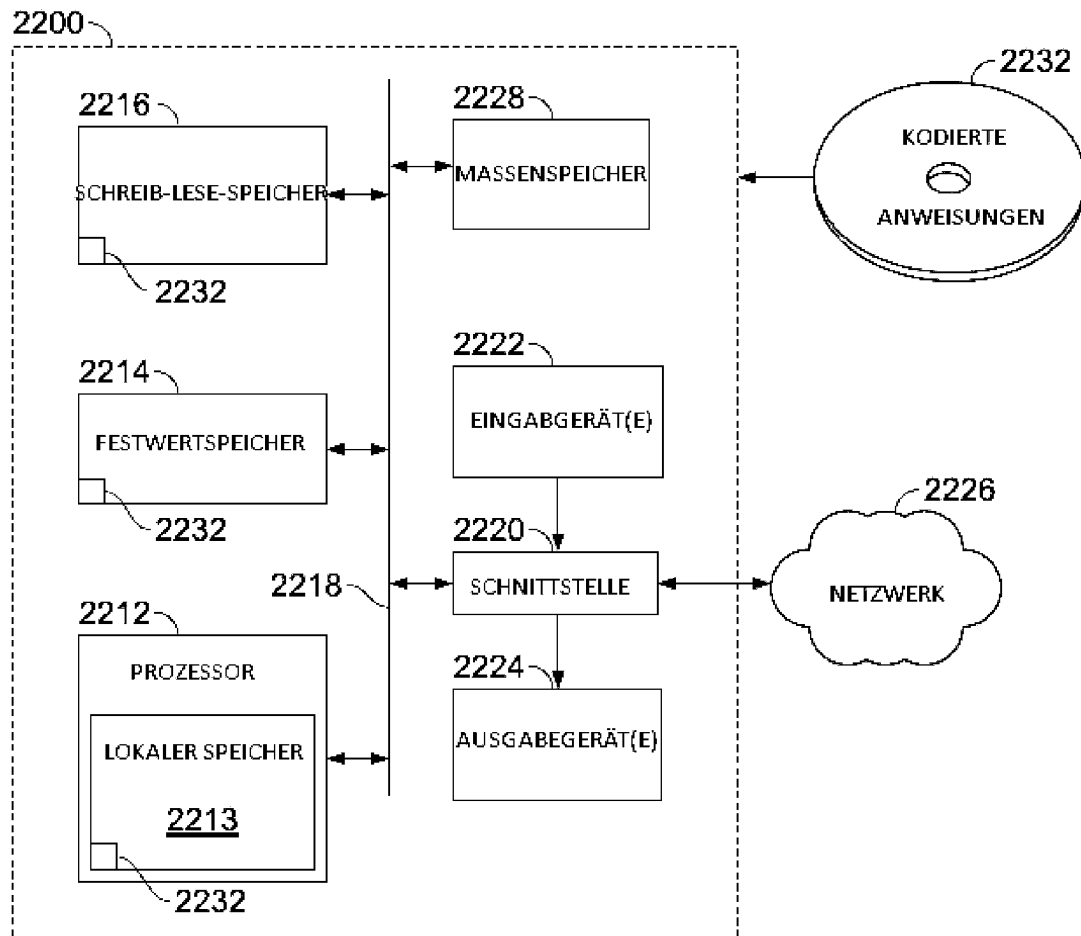 2200
2216
SCHREIB-LESE-SPEICHER
2232
2228
MASSENSPEICHER
2232
KODIERTE
ANWEISUNGEN
2214
FESTWERTSPEICHER
2232
2222
EINGABGERÄT(E)
2220
SCHNITTSTELLE
2218
2226
NETZWERK
2212
PROZESSOR
LOKALER SPEICHER
2213
2232
2224
AUSGABEGERÄT(E)